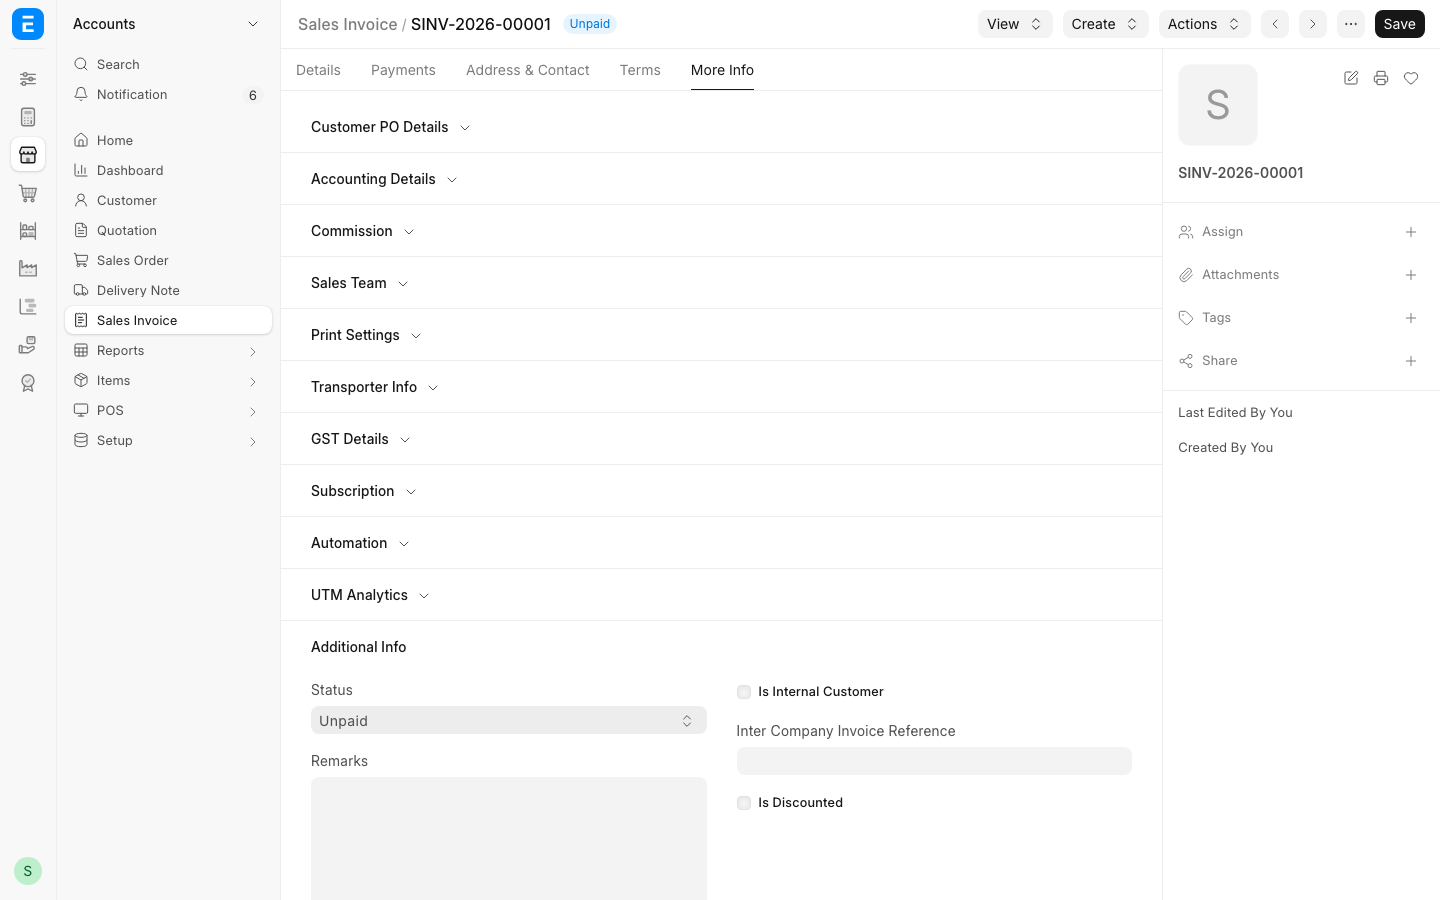 Accounts
Search
Notification 6
Home
Dashboard
Customer
Quotation
Sales Order
Delivery Note
Sales Invoice
Reports
Items
POS
Setup
S
Sales Invoice / SINV-2026-00001 Unpaid
View Create Actions Save
Details Payments Address & Contact Terms More Info
Customer PO Details
Accounting Details
Commission
Sales Team
Print Settings
Transporter Info
GST Details
Subscription
Automation
UTM Analytics
Additional Info
Status
Unpaid
Remarks
Is Internal Customer
Inter Company Invoice Reference
Is Discounted
S
SINV-2026-00001
Assign
Attachments
Tags
Share
Last Edited By You
Created By You